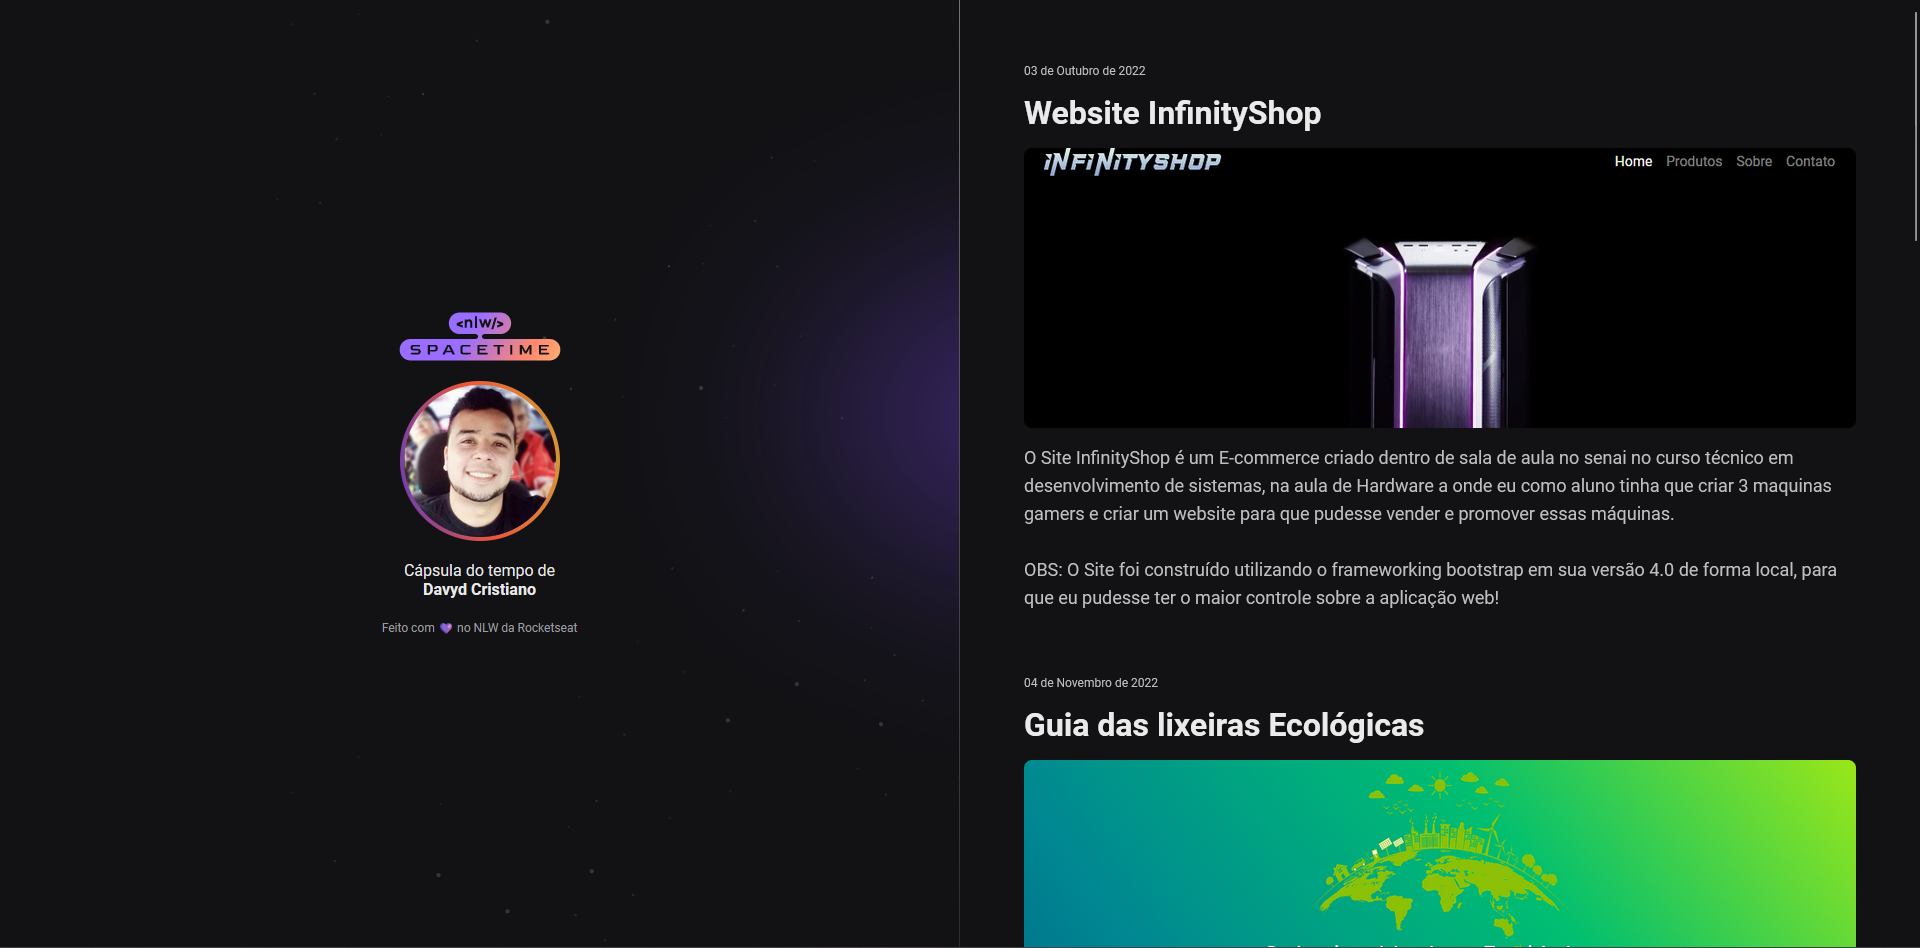 <nlw/>
SPACETIME
Cápsula do tempo de
Davyd Cristiano
Feito com 💜 no NLW da Rocketseat
03 de Outubro de 2022
Website InfinityShop
INFINITYSHOP
Home Produtos Sobre Contato
O Site InfinityShop é um E-commerce criado dentro de sala de aula no senai no curso técnico em
desenvolvimento de sistemas, na aula de Hardware a onde eu como aluno tinha que criar 3 maquinas
gamers e criar um website para que pudesse vender e promover essas máquinas.
OBS: O Site foi construído utilizando o frameworking bootstrap em sua versão 4.0 de forma local, para
que eu pudesse ter o maior controle sobre a aplicação web!
04 de Novembro de 2022
Guia das lixeiras Ecológicas